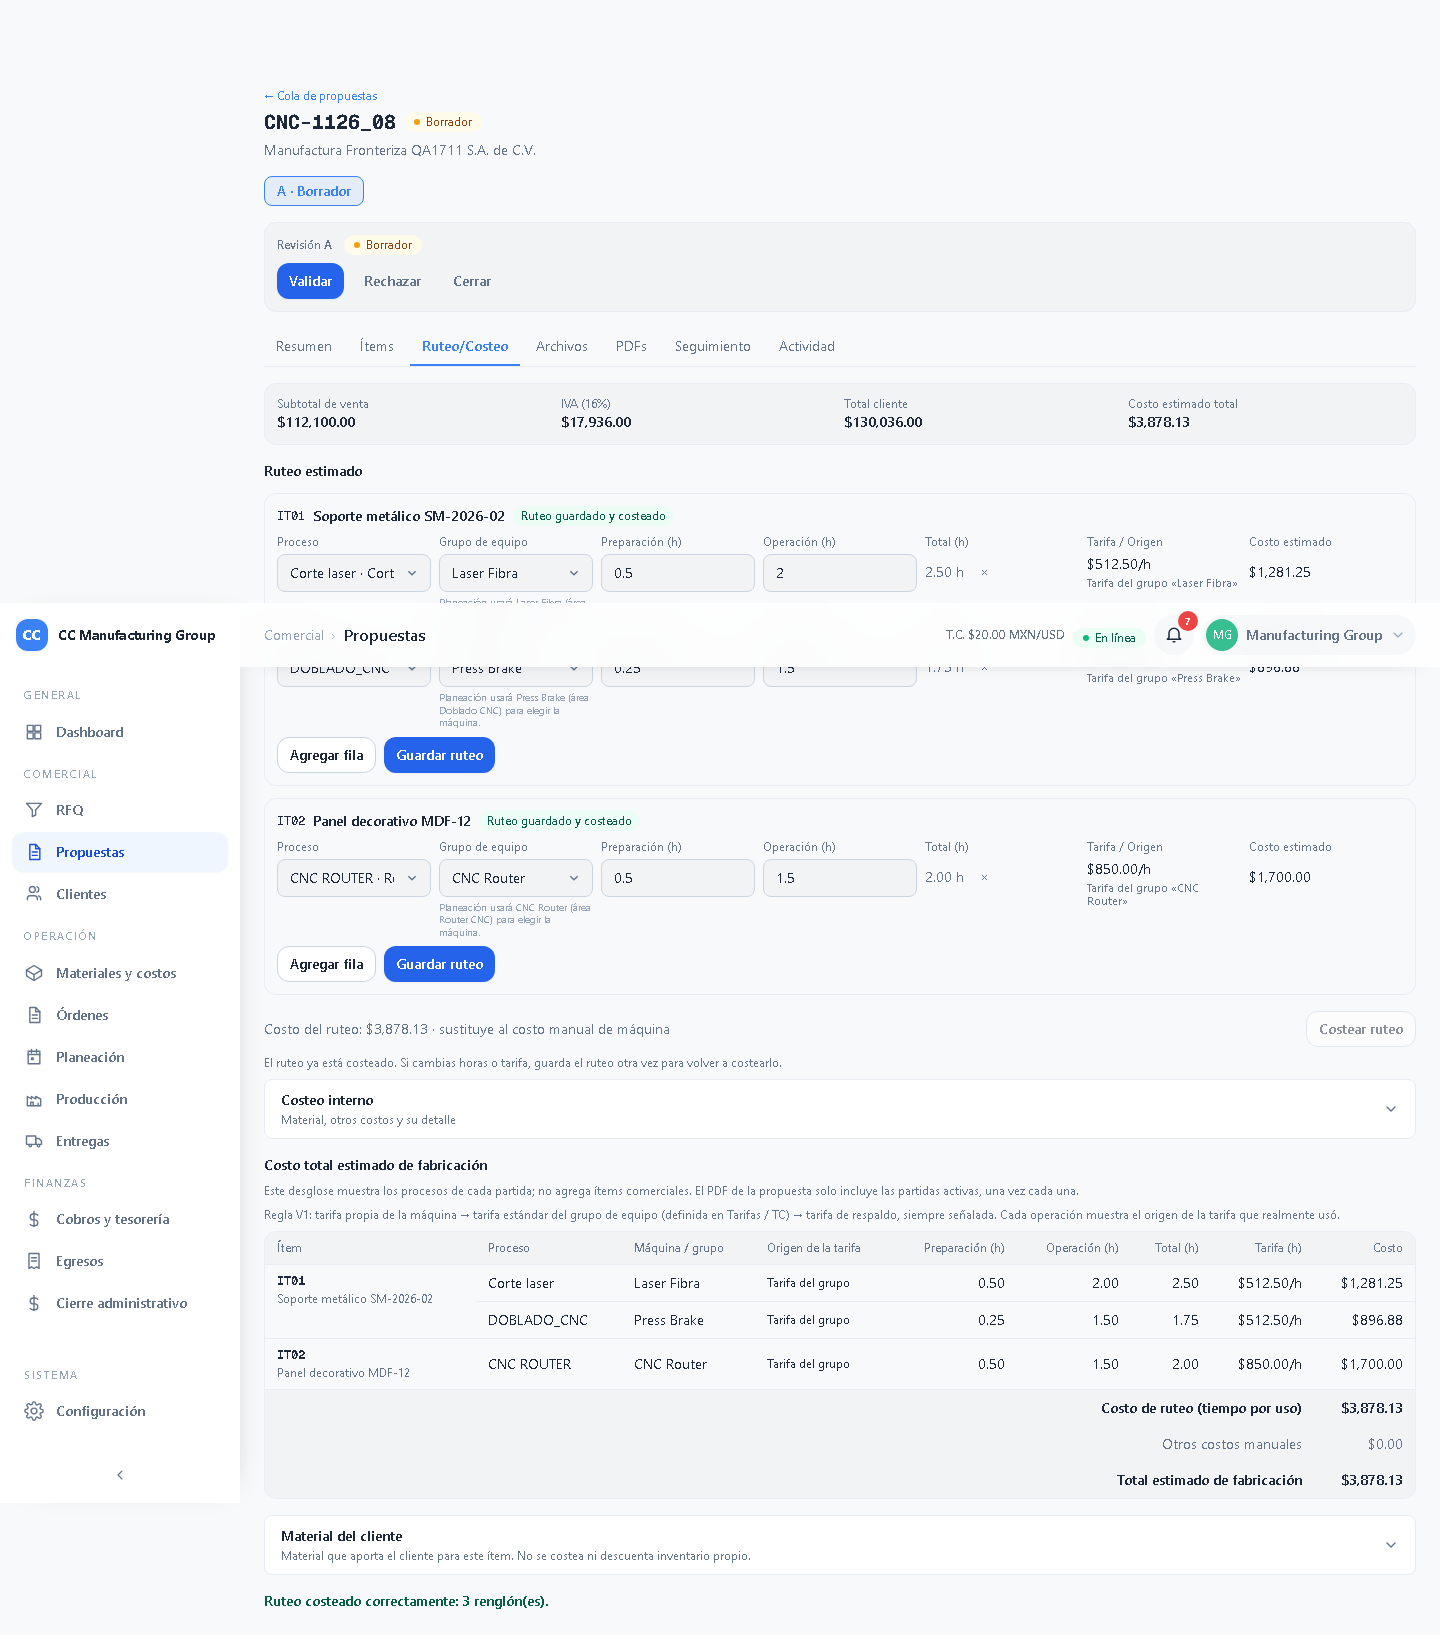 ← Cola de propuestas
CNC-1126_08 Borrador
Manufactura Fronteriza QA1711 S.A. de C.V.
A · Borrador
Revisión A Borrador
Validar Rechazar Cerrar
Resumen Ítems Ruteo/Costeo Archivos PDFs Seguimiento Actividad
Subtotal de venta IVA (16%) Total cliente Costo estimado total
$112,100.00 $17,936.00 $130,036.00 $3,878.13
Ruteo estimado
IT01 Soporte metálico SM-2026-02 Ruteo guardado y costeado
Proceso Grupo de equipo Preparación (h) Operación (h) Total (h) Tarifa / Origen Costo estimado
Corte laser · Cort Laser Fibra 0.5 2 2.50 h × $512.50/h $1,281.25
Tarifa del grupo «Laser Fibra»
Planeación usará Laser Fibra (área
CC CC Manufacturing Group Comercial › Propuestas T.C. $20.00 MXN/USD En línea 7 MG Manufacturing Group
DOBLADO_CNC Press Brake 0.25 1.5 1.75 h × $896.88
Tarifa del grupo «Press Brake»
Planeación usará Press Brake (área
Doblado CNC) para elegir la
máquina.
Agregar fila Guardar ruteo
GENERAL
Dashboard
COMERCIAL
RFQ
Propuestas
Clientes
OPERACIÓN
Materiales y costos
Órdenes
Planeación
Producción
Entregas
FINANZAS
Cobros y tesorería
Egresos
Cierre administrativo
SISTEMA
Configuración
IT02 Panel decorativo MDF-12 Ruteo guardado y costeado
Proceso Grupo de equipo Preparación (h) Operación (h) Total (h) Tarifa / Origen Costo estimado
CNC ROUTER · R CNC Router 0.5 1.5 2.00 h × $850.00/h $1,700.00
Tarifa del grupo «CNC
Router»
Planeación usará CNC Router (área
Router CNC) para elegir la
máquina.
Agregar fila Guardar ruteo
Costo del ruteo: $3,878.13 · sustituye al costo manual de máquina Costear ruteo
El ruteo ya está costeado. Si cambias horas o tarifa, guarda el ruteo otra vez para volver a costearlo.
Costeo interno
Material, otros costos y su detalle
Costo total estimado de fabricación
Este desglose muestra los procesos de cada partida; no agrega ítems comerciales. El PDF de la propuesta solo incluye las partidas activas, una vez cada una.
Regla V1: tarifa propia de la máquina → tarifa estándar del grupo de equipo (definida en Tarifas / TC) → tarifa de respaldo, siempre señalada. Cada operación muestra el origen de la tarifa que realmente usó.
Ítem Proceso Máquina / grupo Origen de la tarifa Preparación (h) Operación (h) Total (h) Tarifa (h) Costo
IT01 Corte laser Laser Fibra Tarifa del grupo 0.50 2.00 2.50 $512.50/h $1,281.25
Soporte metálico SM-2026-02
DOBLADO_CNC Press Brake Tarifa del grupo 0.25 1.50 1.75 $512.50/h $896.88
IT02 CNC ROUTER CNC Router Tarifa del grupo 0.50 1.50 2.00 $850.00/h $1,700.00
Panel decorativo MDF-12
Costo de ruteo (tiempo por uso) $3,878.13
Otros costos manuales $0.00
Total estimado de fabricación $3,878.13
Material del cliente
Material que aporta el cliente para este ítem. No se costea ni descuenta inventario propio.
Ruteo costeado correctamente: 3 renglón(es).